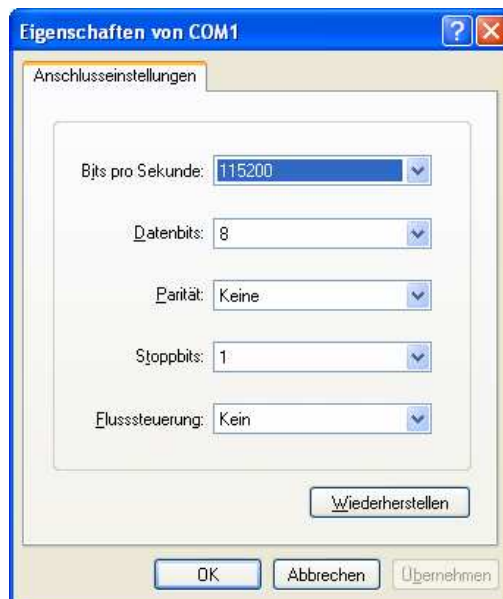 Eigenschaften von COM1
Anschlusseinstellungen
Bits pro Sekunde: 115200
Datenbits: 8
Parität: Keine
Stoppbits: 1
Flusssteuerung: Kein
Wiederherstellen
OK Abbrechen Übernehmen